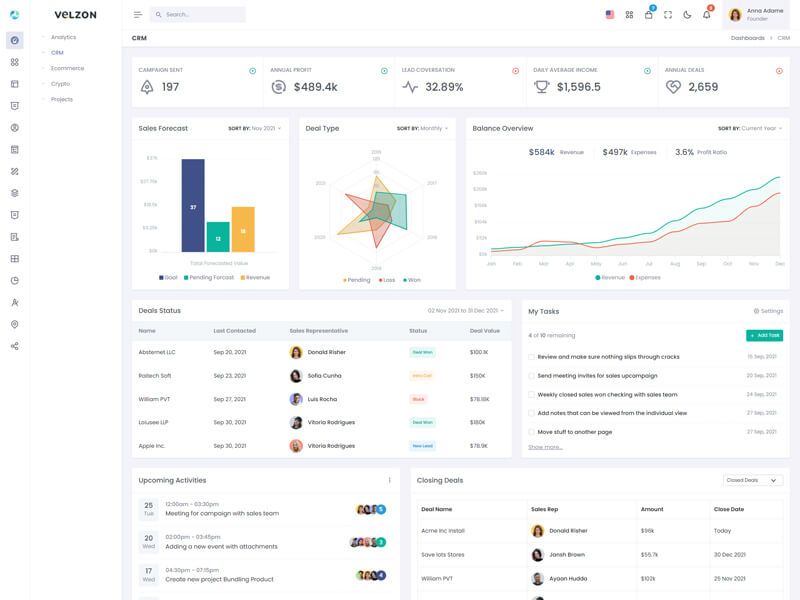 VELZON
Search...
7
Anna Adame
Founder
Analytics
CRM
Ecommerce
Crypto
Projects
CRM
Dashboards > CRM
CAMPAIGN SENT
197
ANNUAL PROFIT
$489.4k
LEAD COVERSATION
32.89%
DAILY AVERAGE INCOME
$1,596.5
ANNUAL DEALS
2,659
Sales Forecast
SORT BY: Nov 2021
$37k
$27.75k
$18.5k
$9.25k
$0k
37
12
18
Total Forecasted Value
Goal
Pending Forcast
Revenue
Deal Type
SORT BY: Monthly
2017
2018
2019
2020
2021
Pending
Loss
Won
Balance Overview
SORT BY: Current Year
$584k Revenue
$497k Expenses
3.6% Profit Ratio
$260k
$208k
$156k
$104k
$52k
$0k
Jan Feb Mar Apr May Jun Jul Aug Sep Oct Nov Dec
Revenue
Expenses
Deals Status
02 Nov 2021 to 31 Dec 2021
Name Last Contacted Sales Representative Status Deal Value
Absternet LLC Sep 20, 2021 Donald Risher Deal Won $100.1K
Raitech Soft Sep 23, 2021 Sofia Cunha Intro Call $150K
William PVT Sep 27, 2021 Luis Rocha Stuck $78.18K
Loiusee LLP Sep 30, 2021 Vitoria Rodrigues Deal Won $180K
Apple Inc. Sep 30, 2021 Vitoria Rodrigues New Lead $78.9K
My Tasks
Settings
4 of 10 remaining
+ Add Task
Review and make sure nothing slips through cracks 15 Sep, 2021
Send meeting invites for sales upcampaign 20 Sep, 2021
Weekly closed sales won checking with sales team 24 Sep, 2021
Add notes that can be viewed from the individual view 27 Sep, 2021
Move stuff to another page 27 Sep, 2021
Show more...
Upcoming Activities
25 Tue
12:00am - 03:30pm
Meeting for campaign with sales team
5
20 Wed
02:00pm - 03:45pm
Adding a new event with attachments
3
17 Wed
04:30pm - 07:15pm
Create new project Bundling Product
4
Closing Deals
Closed Deals
Deal Name Sales Rep Amount Close Date
Acme Inc Install Donald Risher $96k Today
Save lots Stores Jansh Brown $55.7k 30 Dec 2021
William PVT Ayaan Hudda $102k 25 Nov 2021